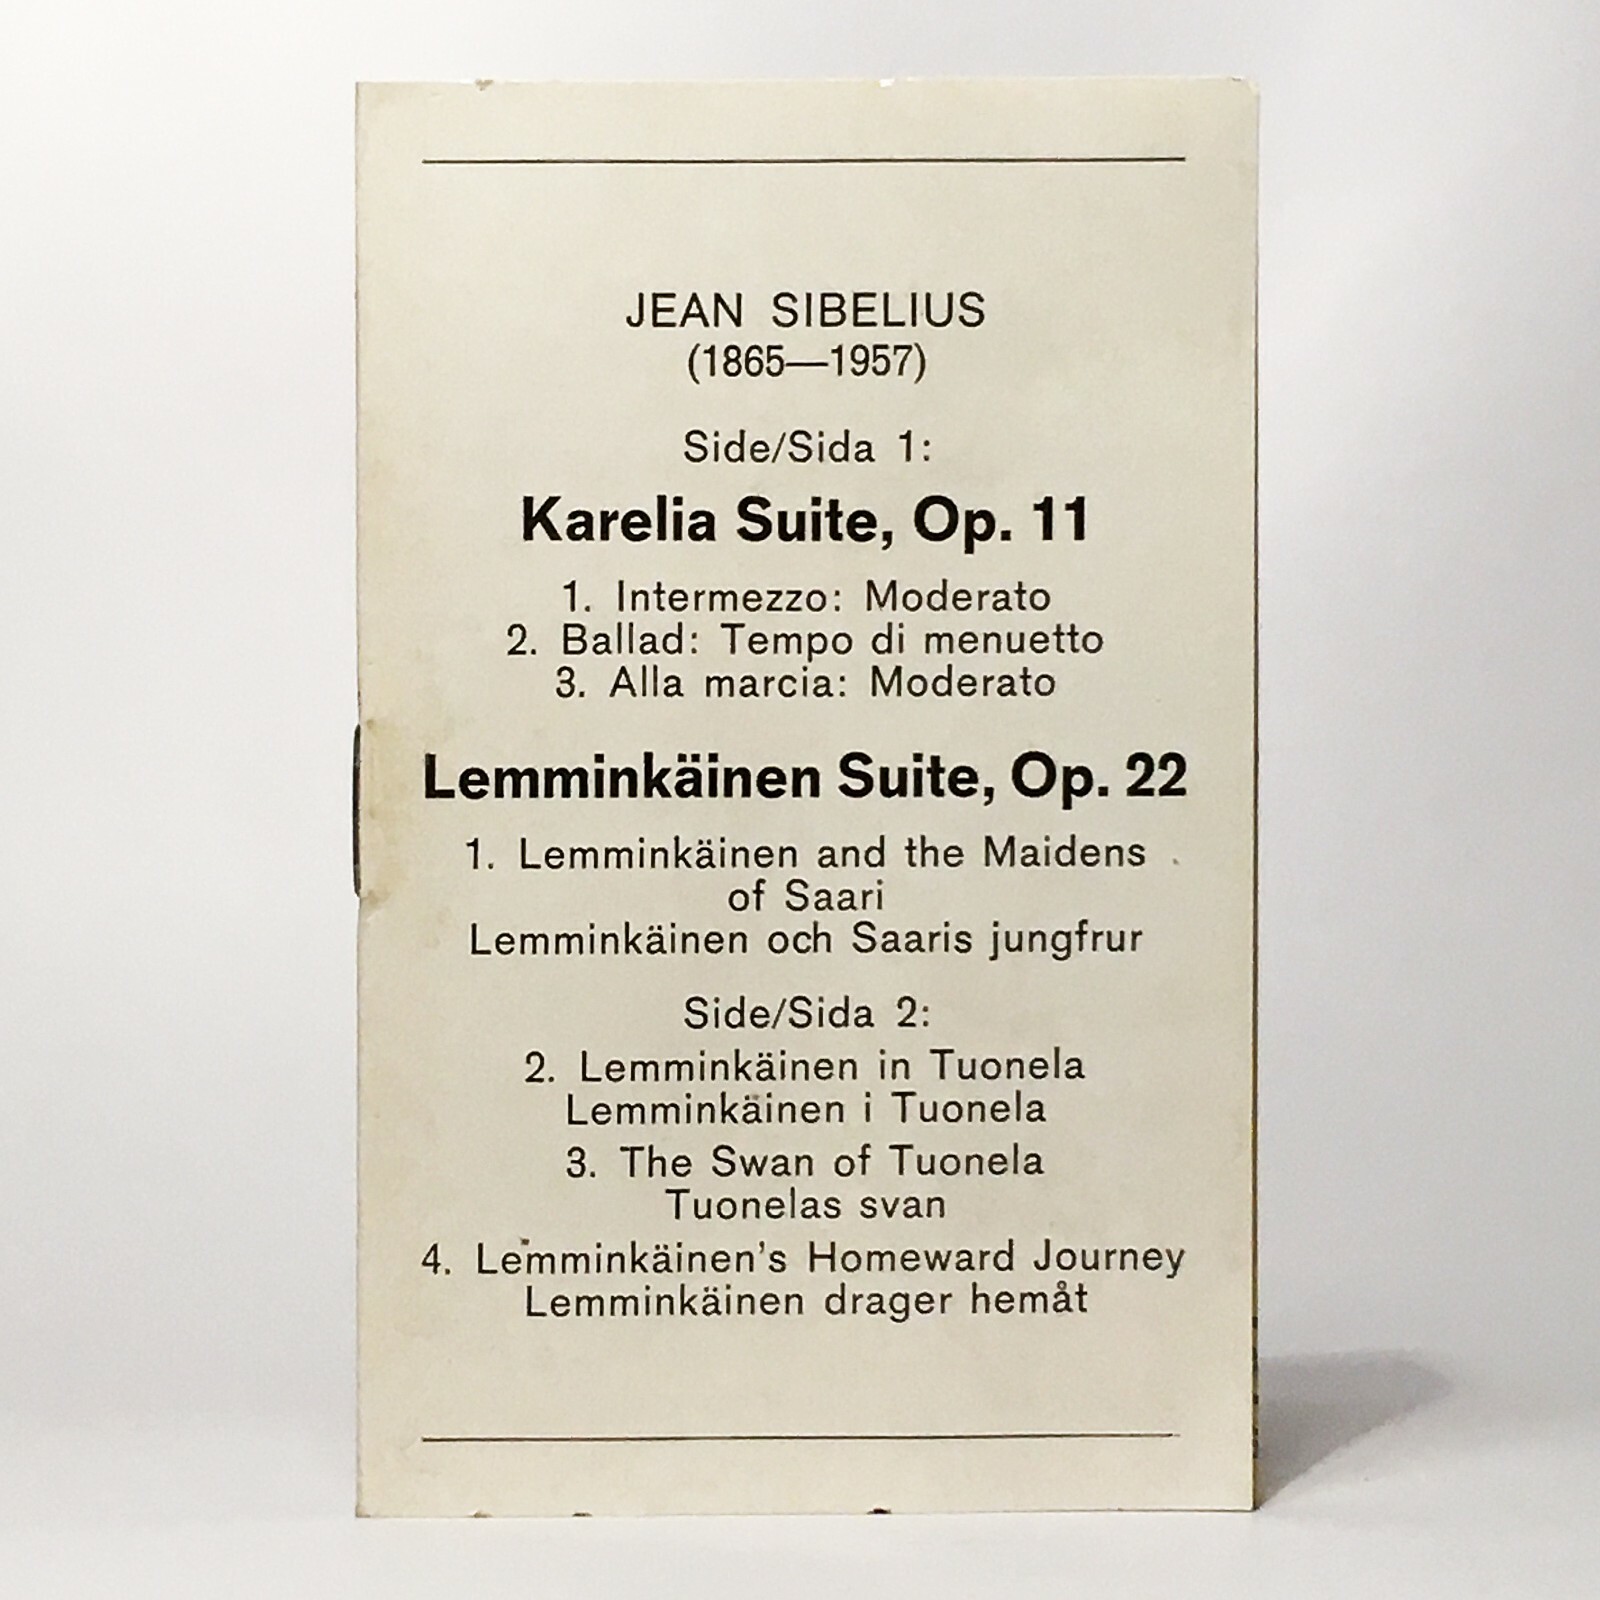 JEAN SIBELIUS
(1865—1957)
Side/Sida 1:
Karelia Suite, Op. 11
1. Intermezzo: Moderato
2. Ballad: Tempo di menuetto
3. Alla marcia: Moderato
Lemminkäinen Suite, Op. 22
1. Lemminkäinen and the Maidens
of Saari
Lemminkäinen och Saaris jungfrur
Side/Sida 2:
2. Lemminkäinen in Tuonela
Lemminkäinen i Tuonela
3. The Swan of Tuonela
Tuonelas svan
4. Lemminkäinen's Homeward Journey
Lemminkäinen drager hemåt